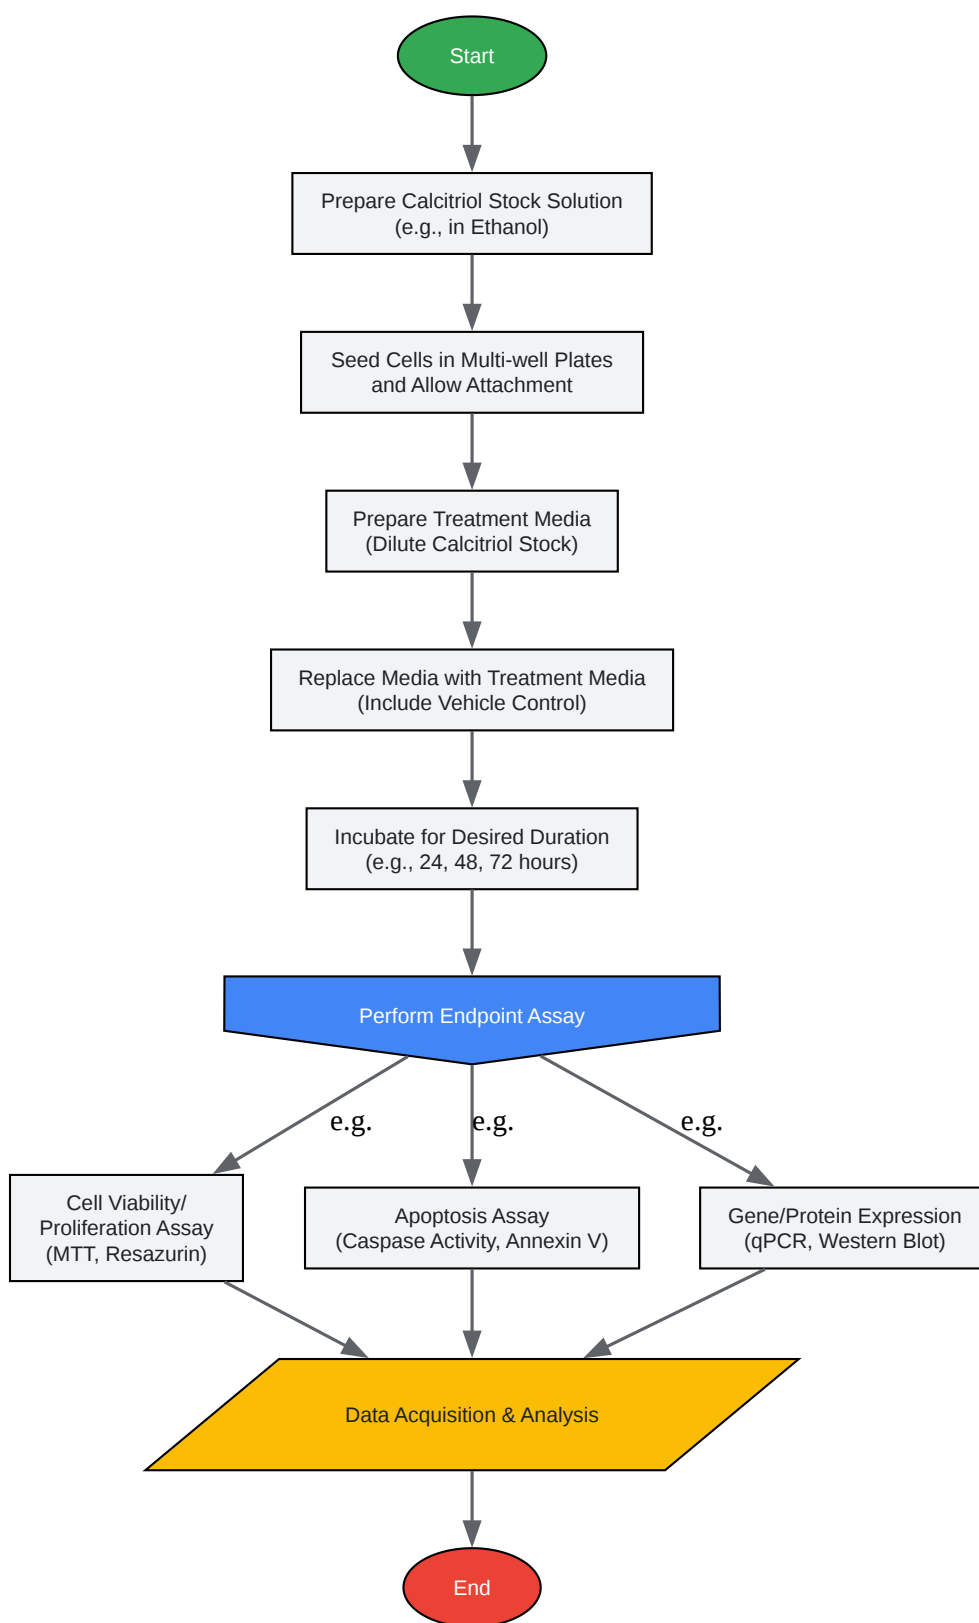 Start
Prepare Calcitriol Stock Solution
(e.g., in Ethanol)
Seed Cells in Multi-well Plates
and Allow Attachment
Prepare Treatment Media
(Dilute Calcitriol Stock)
Replace Media with Treatment Media
(Include Vehicle Control)
Incubate for Desired Duration
(e.g., 24, 48, 72 hours)
Perform Endpoint Assay
e.g.
e.g.
e.g.
Cell Viability/
Proliferation Assay
(MTT, Resazurin)
Apoptosis Assay
(Caspase Activity, Annexin V)
Gene/Protein Expression
(qPCR, Western Blot)
Data Acquisition & Analysis
End